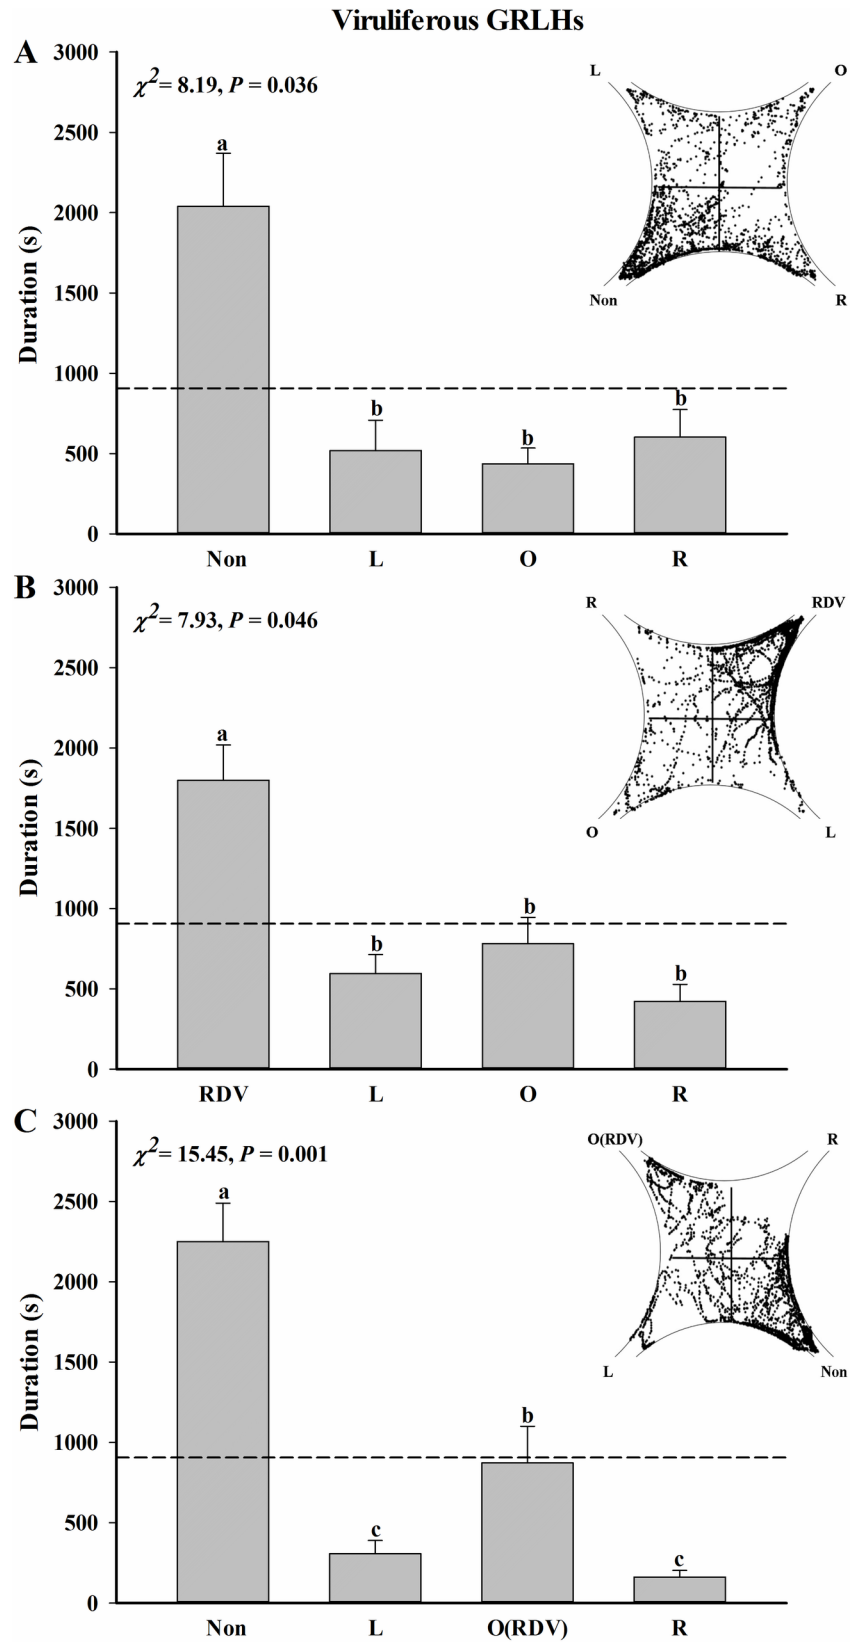 Viruliferous GRLHs
A
χ²= 8.19, P = 0.036
Duration (s)
3000
2500
2000
1500
1000
500
0
a
b
b
b
Non L O R
L O
Non R
B
χ²= 7.93, P = 0.046
Duration (s)
3000
2500
2000
1500
1000
500
0
a
b
b
b
RDV L O R
R RDV
O L
C
χ²= 15.45, P = 0.001
Duration (s)
3000
2500
2000
1500
1000
500
0
a
c
b
c
Non L O(RDV) R
O(RDV) R
L Non